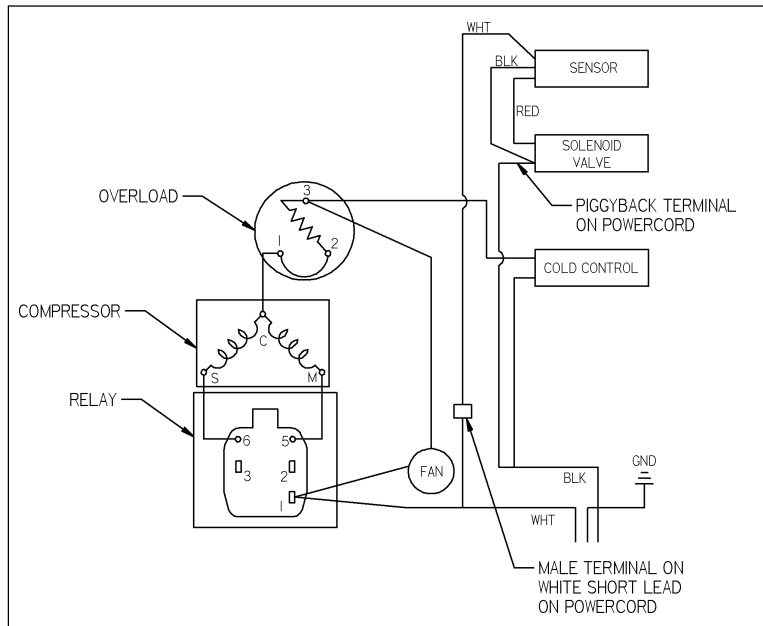 WHT
SENSOR
BLK
RED
SOLENOID
VALVE
PIGGYBACK TERMINAL
ON POWERCORD
OVERLOAD
3
1
2
COLD CONTROL
COMPRESSOR
C
S
M
RELAY
6
5
3
2
1
FAN
BLK
GND
WHT
MALE TERMINAL ON
WHITE SHORT LEAD
ON POWERCORD